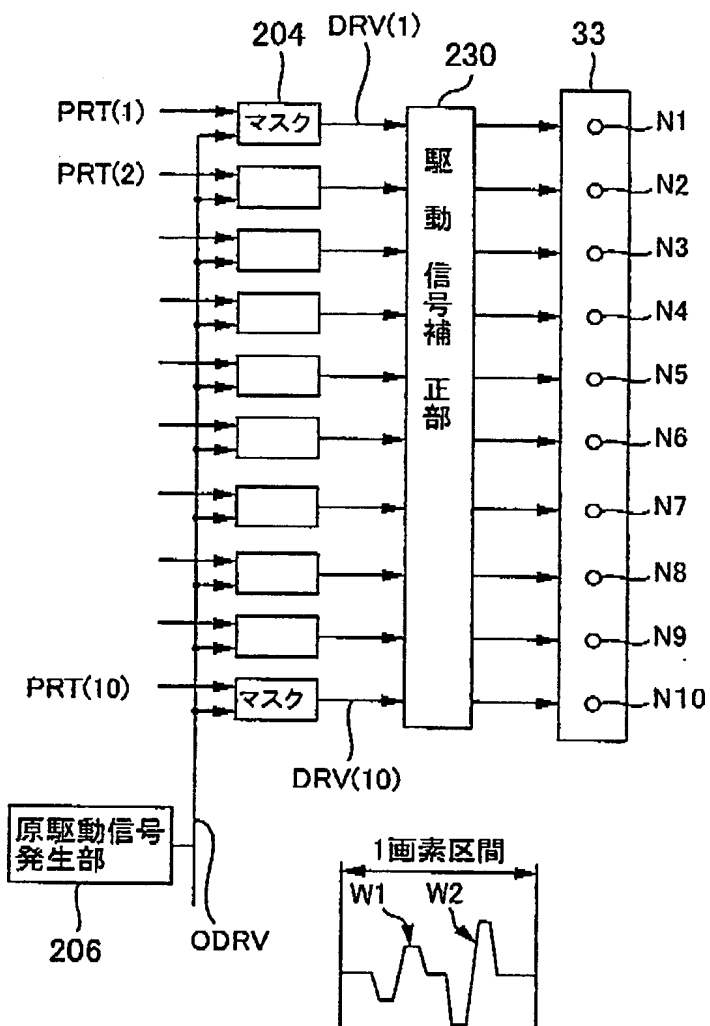 204
DRV(1)
230
33
PRT(1)
マスク
N1
PRT(2)
N2
N3
N4
N5
N6
N7
N8
N9
PRT(10)
マスク
N10
駆動信号補正部
DRV(10)
原駆動信号
発生部
206
ODRV
1画素区間
W1
W2